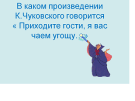 В каком произведении
К.Чуковского говорится
« Приходите гости, я вас
чаем угощу. »